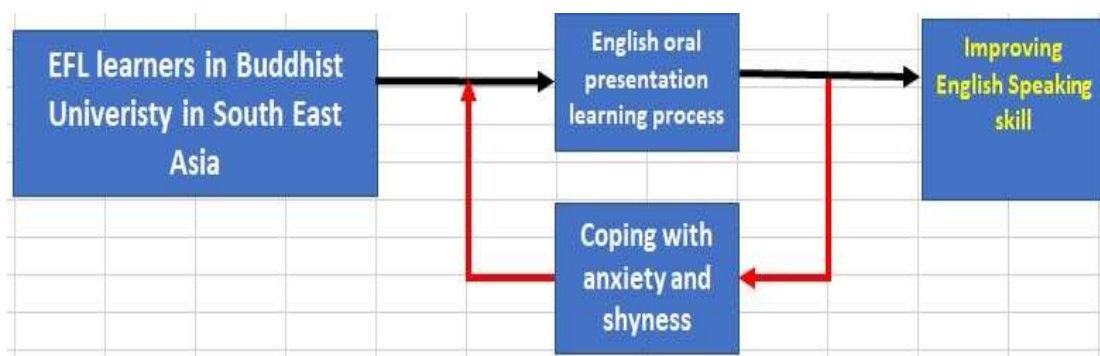 EFL learners in Buddhist
Univeristy in South East
Asia
English oral
presentation
learning process
Improving
English Speaking
skill
Coping with
anxiety and
shyness